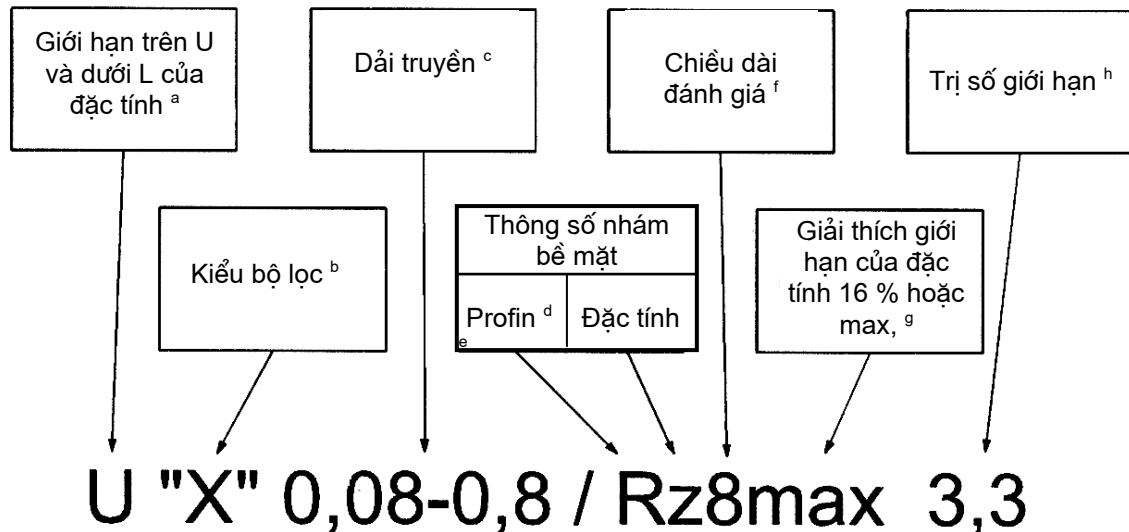 Giới hạn trên U
và dưới L của
đặc tính a
Dải truyền c
Chiều dài
đánh giá f
Trị số giới hạn h
Kiểu bộ lọc b
Thông số nhám
bề mặt
Profin d
e
Đặc tính
Giải thích giới
hạn của đặc
tính 16 % hoặc
max, g
U "X" 0,08-0,8 / Rz8max 3,3